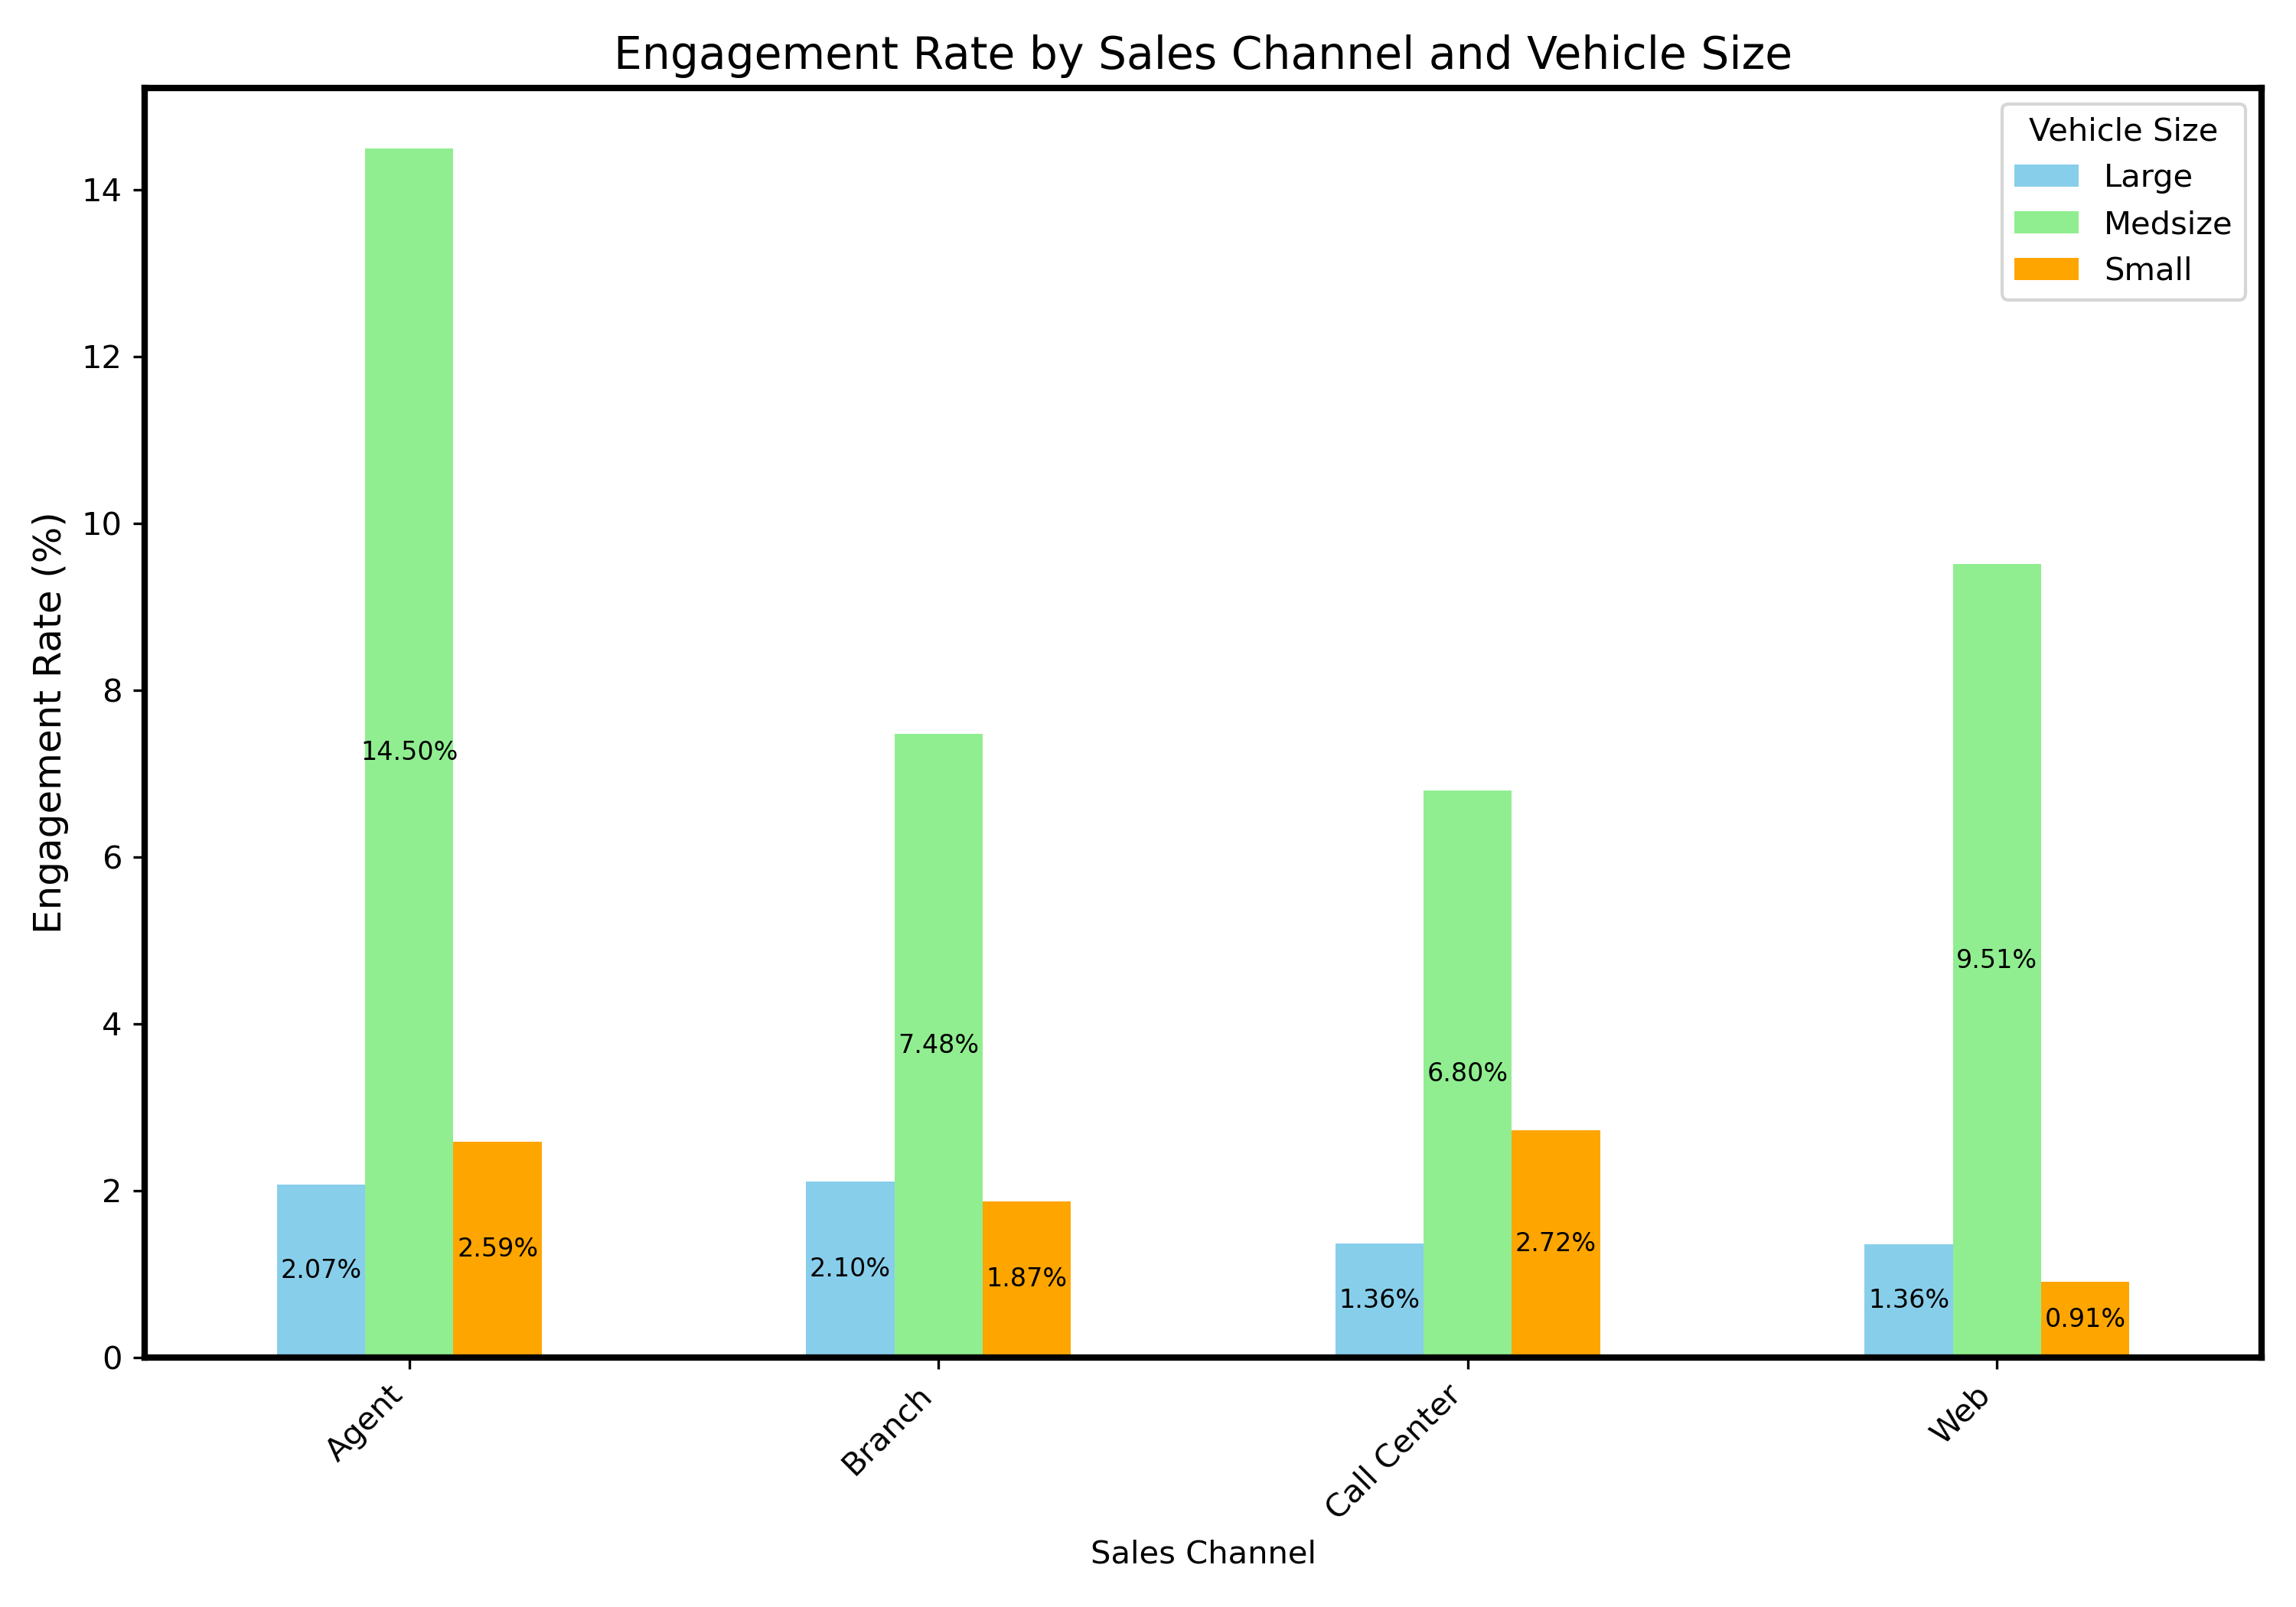 Engagement Rate by Sales Channel and Vehicle Size
Vehicle Size
Large
Medsize
Small
Engagement Rate (%)
14
12
10
8
6
4
2
0
14.50%
9.51%
7.48%
6.80%
2.07%
2.59%
2.10%
1.87%
1.36%
2.72%
1.36%
0.91%
Agent
Branch
Call Center
Web
Sales Channel